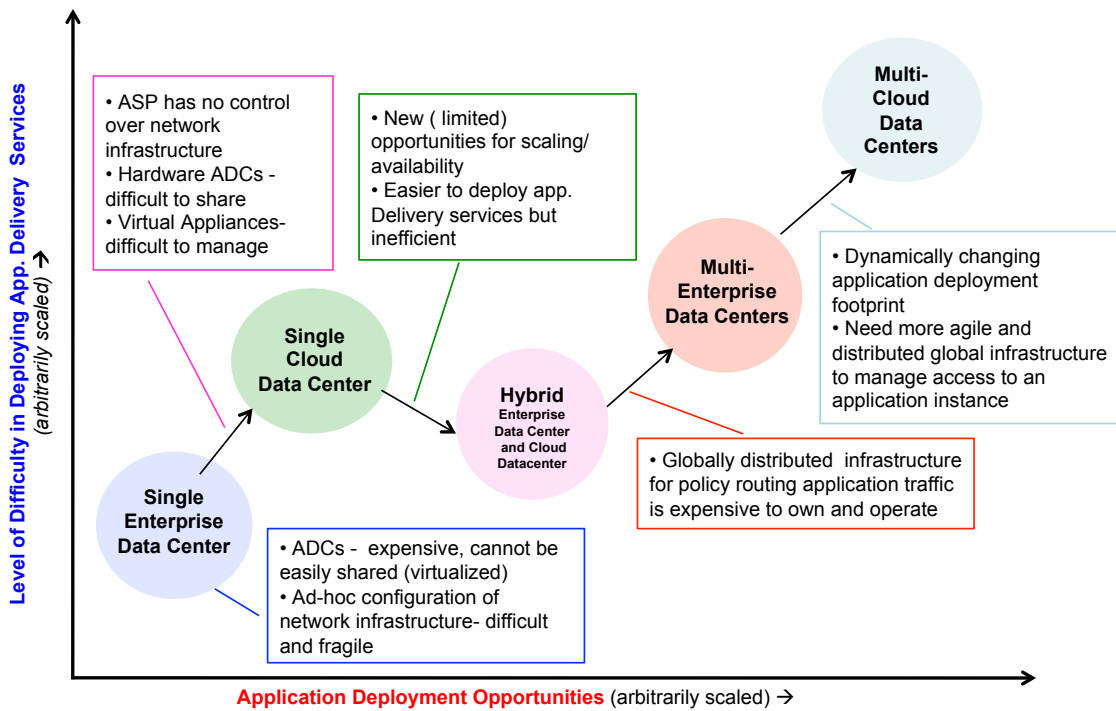 Level of Difficulty in Deploying App. Delivery Services
(arbitrarily scaled) →
• ASP has no control
over network
infrastructure
• Hardware ADCs -
difficult to share
• Virtual Appliances-
difficult to manage
• New ( limited)
opportunities for scaling/
availability
• Easier to deploy app.
Delivery services but
inefficient
Multi-
Cloud
Data
Centers
Single
Cloud
Data Center
Multi-
Enterprise
Data Centers
• Dynamically changing
application deployment
footprint
• Need more agile and
distributed global infrastructure
to manage access to an
application instance
Hybrid
Enterprise
Data Center
and Cloud
Datacenter
Single
Enterprise
Data Center
• Globally distributed  infrastructure
for policy routing application traffic
is expensive to own and operate
• ADCs -  expensive, cannot be
easily shared (virtualized)
• Ad-hoc configuration of
network infrastructure- difficult
and fragile
Application Deployment Opportunities (arbitrarily scaled) →